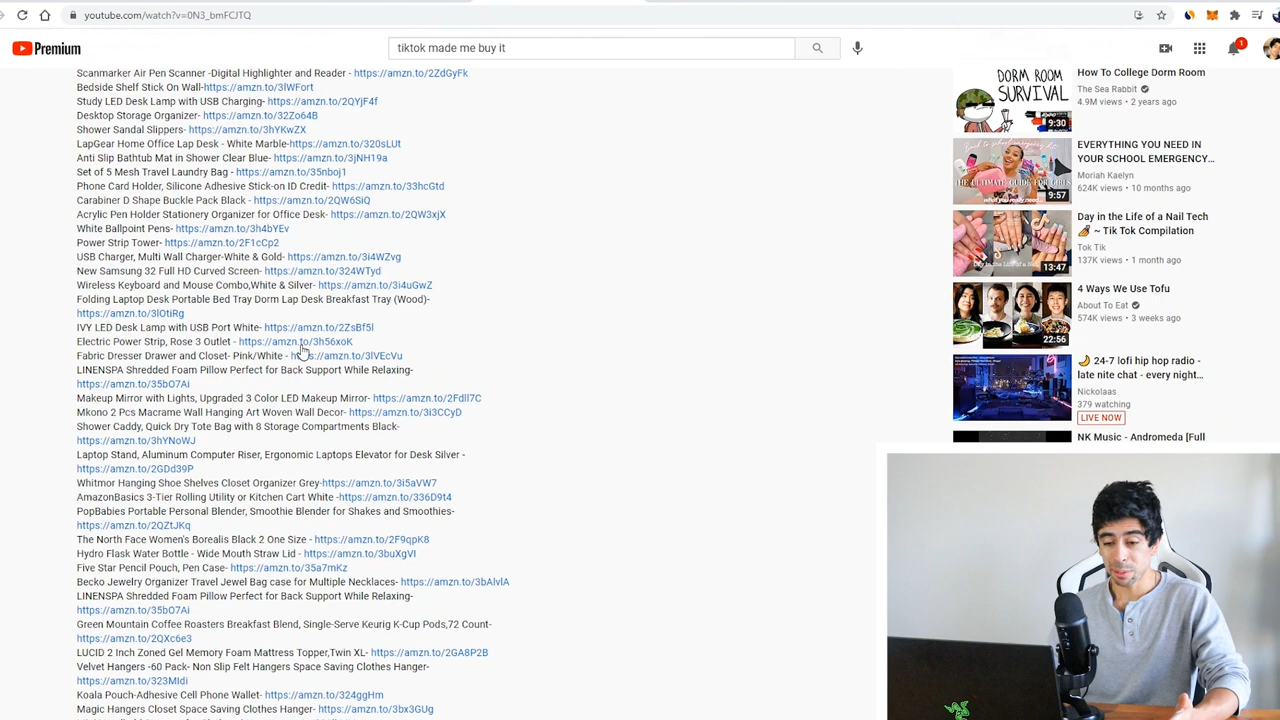 youtube.com/watch?v=0N3_bmFCJTQ
Premium
tiktok made me buy it
1
Scanmarker Air Pen Scanner -Digital Highlighter and Reader - https://amzn.to/2ZdGyFk
Bedside Shelf Stick On Wall-https://amzn.to/3lWFort
Study LED Desk Lamp with USB Charging- https://amzn.to/2QYjF4f
Desktop Storage Organizer- https://amzn.to/32Zo64B
Shower Sandal Slippers- https://amzn.to/3hYKwZX
LapGear Home Office Lap Desk - White Marble-https://amzn.to/320sLUt
Anti Slip Bathtub Mat in Shower Clear Blue- https://amzn.to/3jNH19a
Set of 5 Mesh Travel Laundry Bag - https://amzn.to/35nboj1
Phone Card Holder, Silicone Adhesive Stick-on ID Credit- https://amzn.to/33hcGtd
Carabiner D Shape Buckle Pack Black - https://amzn.to/2QW6SiQ
Acrylic Pen Holder Stationery Organizer for Office Desk- https://amzn.to/2QW3xjX
White Ballpoint Pens- https://amzn.to/3h4bYEv
Power Strip Tower- https://amzn.to/2F1cCp2
USB Charger, Multi Wall Charger-White & Gold- https://amzn.to/3i4WZvg
New Samsung 32 Full HD Curved Screen- https://amzn.to/324WTyd
Wireless Keyboard and Mouse Combo,White & Silver- https://amzn.to/3i4uGwZ
Folding Laptop Desk Portable Bed Tray Dorm Lap Desk Breakfast Tray (Wood)-
https://amzn.to/3lOtiRg
IVY LED Desk Lamp with USB Port White- https://amzn.to/2ZsBf5l
Electric Power Strip, Rose 3 Outlet - https://amzn.to/3h56xoK
Fabric Dresser Drawer and Closet- Pink/White - https://amzn.to/3lVEcVu
LINENSPA Shredded Foam Pillow Perfect for Back Support While Relaxing-
https://amzn.to/35bO7Ai
Makeup Mirror with Lights, Upgraded 3 Color LED Makeup Mirror- https://amzn.to/2Fdll7C
Mkono 2 Pcs Macrame Wall Hanging Art Woven Wall Decor- https://amzn.to/3i3CCyD
Shower Caddy, Quick Dry Tote Bag with 8 Storage Compartments Black-
https://amzn.to/3hYNoWJ
Laptop Stand, Aluminum Computer Riser, Ergonomic Laptops Elevator for Desk Silver -
https://amzn.to/2GDd39P
Whitmor Hanging Shoe Shelves Closet Organizer Grey-https://amzn.to/3i5aVW7
AmazonBasics 3-Tier Rolling Utility or Kitchen Cart White -https://amzn.to/336D9t4
PopBabies Portable Personal Blender, Smoothie Blender for Shakes and Smoothies-
https://amzn.to/2QZtJKq
The North Face Women's Borealis Black 2 One Size - https://amzn.to/2F9qpK8
Hydro Flask Water Bottle - Wide Mouth Straw Lid - https://amzn.to/3buXgVI
Five Star Pencil Pouch, Pen Case- https://amzn.to/35a7mKz
Becko Jewelry Organizer Travel Jewel Bag case for Multiple Necklaces- https://amzn.to/3bAlvlA
LINENSPA Shredded Foam Pillow Perfect for Back Support While Relaxing-
https://amzn.to/35bO7Ai
Green Mountain Coffee Roasters Breakfast Blend, Single-Serve Keurig K-Cup Pods,72 Count-
https://amzn.to/2QXc6e3
LUCID 2 Inch Zoned Gel Memory Foam Mattress Topper,Twin XL- https://amzn.to/2GA8P2B
Velvet Hangers -60 Pack- Non Slip Felt Hangers Space Saving Clothes Hanger-
https://amzn.to/323MIdi
Koala Pouch-Adhesive Cell Phone Wallet- https://amzn.to/324ggHm
Magic Hangers Closet Space Saving Clothes Hanger- https://amzn.to/3bx3GUg
DORM ROOM
SURVIVAL
9:30
How To College Dorm Room
The Sea Rabbit
4.9M views • 2 years ago
THE ULTIMATE GUIDE FOR GIRLS
9:57
EVERYTHING YOU NEED IN
YOUR SCHOOL EMERGENCY...
Moriah Kaelyn
624K views • 10 months ago
13:47
Day in the Life of a Nail Tech
💅 ~ Tik Tok Compilation
Tok Tik
137K views • 1 month ago
22:56
4 Ways We Use Tofu
About To Eat
574K views • 3 weeks ago
🌙 24-7 lofi hip hop radio -
late nite chat - every night...
Nickolaas
379 watching
LIVE NOW
NK Music - Andromeda [Full